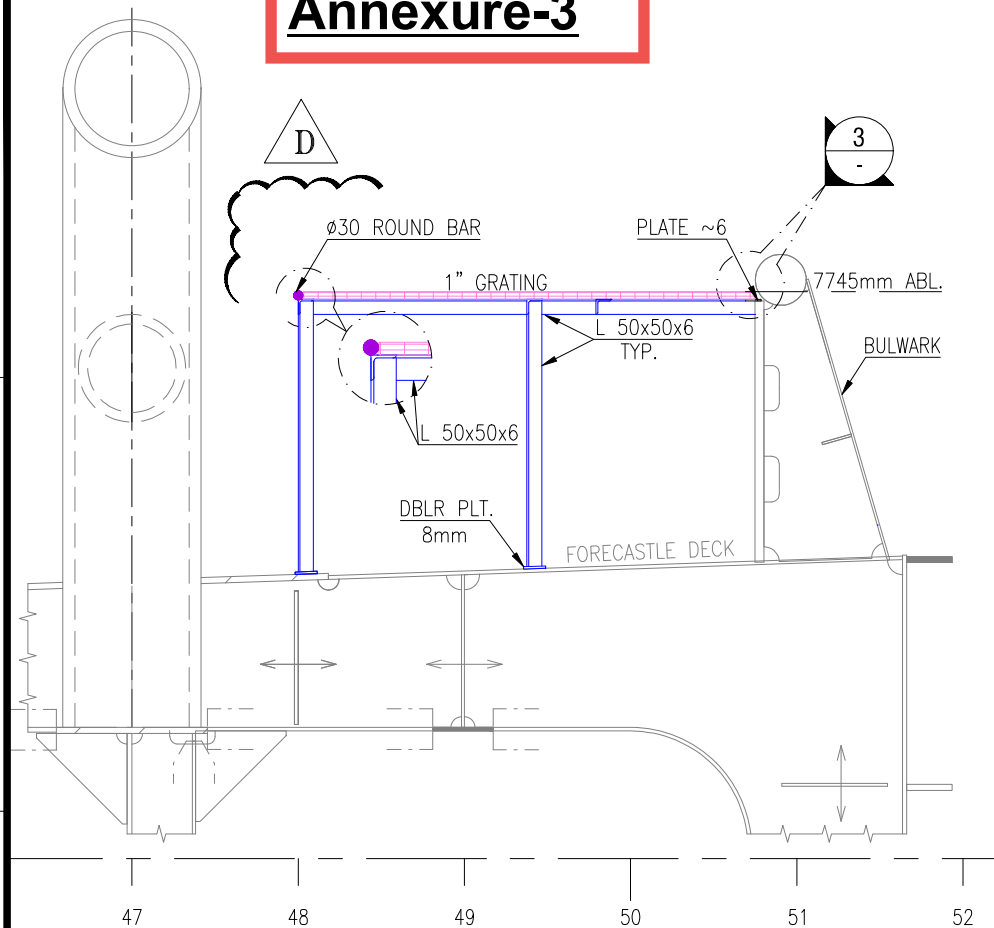 Annexure-3
D
3
-
ø30 ROUND BAR
PLATE ~6
1" GRATING
7745mm ABL.
L 50x50x6
TYP.
BULWARK
L 50x50x6
DBLR PLT.
8mm
FORECASTLE DECK
47 48 49 50 51 52